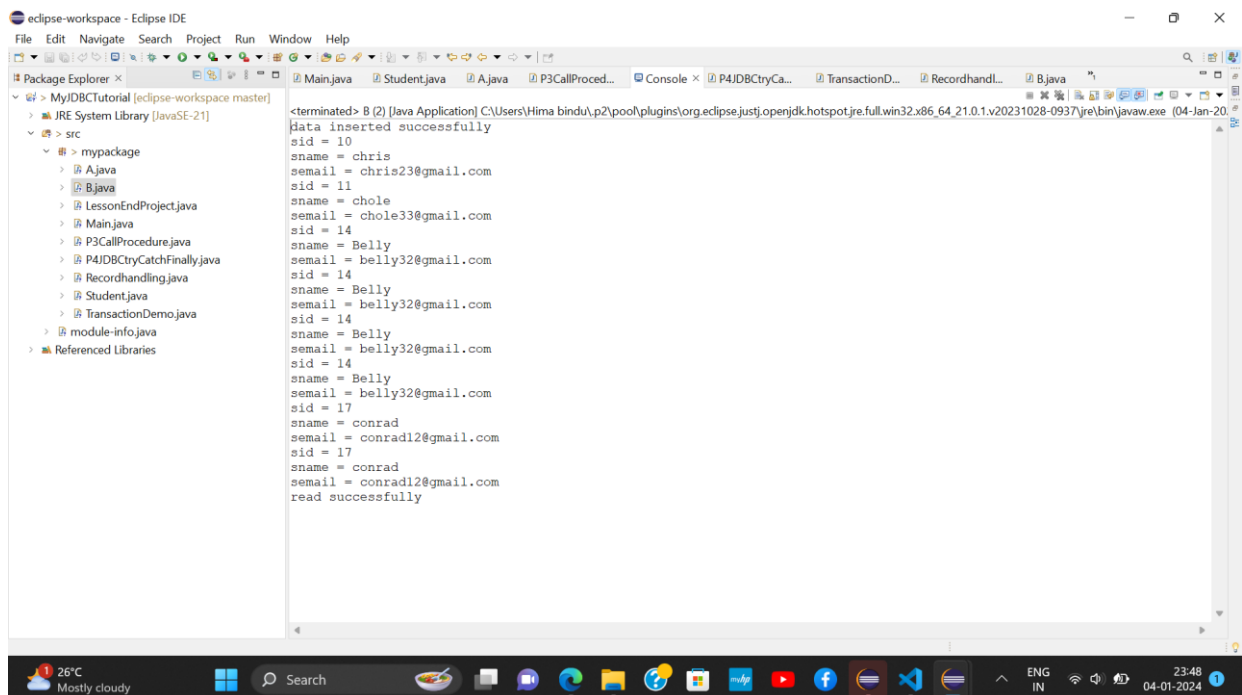 eclipse-workspace - Eclipse IDE
File Edit Navigate Search Project Run Window Help
Package Explorer ×
Main.java Student.java A.java P3CallProced... Console × P4JDBCtryCa... TransactionD... Recordhandl... B.java
> MyJDBCTutorial [eclipse-workspace master]
<terminated> B (2) [Java Application] C:\Users\Hima bindu\.p2\pool\plugins\org.eclipse.justj.openjdk.hotspot.jre.full.win32.x86_64_21.0.1.v20231028-0937\jre\bin\javaw.exe (04-Jan-20
JRE System Library [JavaSE-21]
> src
> mypackage
A.java
B.java
LessonEndProject.java
Main.java
P3CallProcedure.java
P4JDBCtryCatchFinally.java
Recordhandling.java
Student.java
TransactionDemo.java
module-info.java
Referenced Libraries
data inserted successfully
sid = 10
sname = chris
semail = chris23@gmail.com
sid = 11
sname = chole
semail = chole33@gmail.com
sid = 14
sname = Belly
semail = belly32@gmail.com
sid = 14
sname = Belly
semail = belly32@gmail.com
sid = 14
sname = Belly
semail = belly32@gmail.com
sid = 14
sname = Belly
semail = belly32@gmail.com
sid = 17
sname = conrad
semail = conrad12@gmail.com
sid = 17
sname = conrad
semail = conrad12@gmail.com
read successfully
1
26°C
Mostly cloudy
Search
mvhp
ENG
IN
23:48
04-01-2024
1